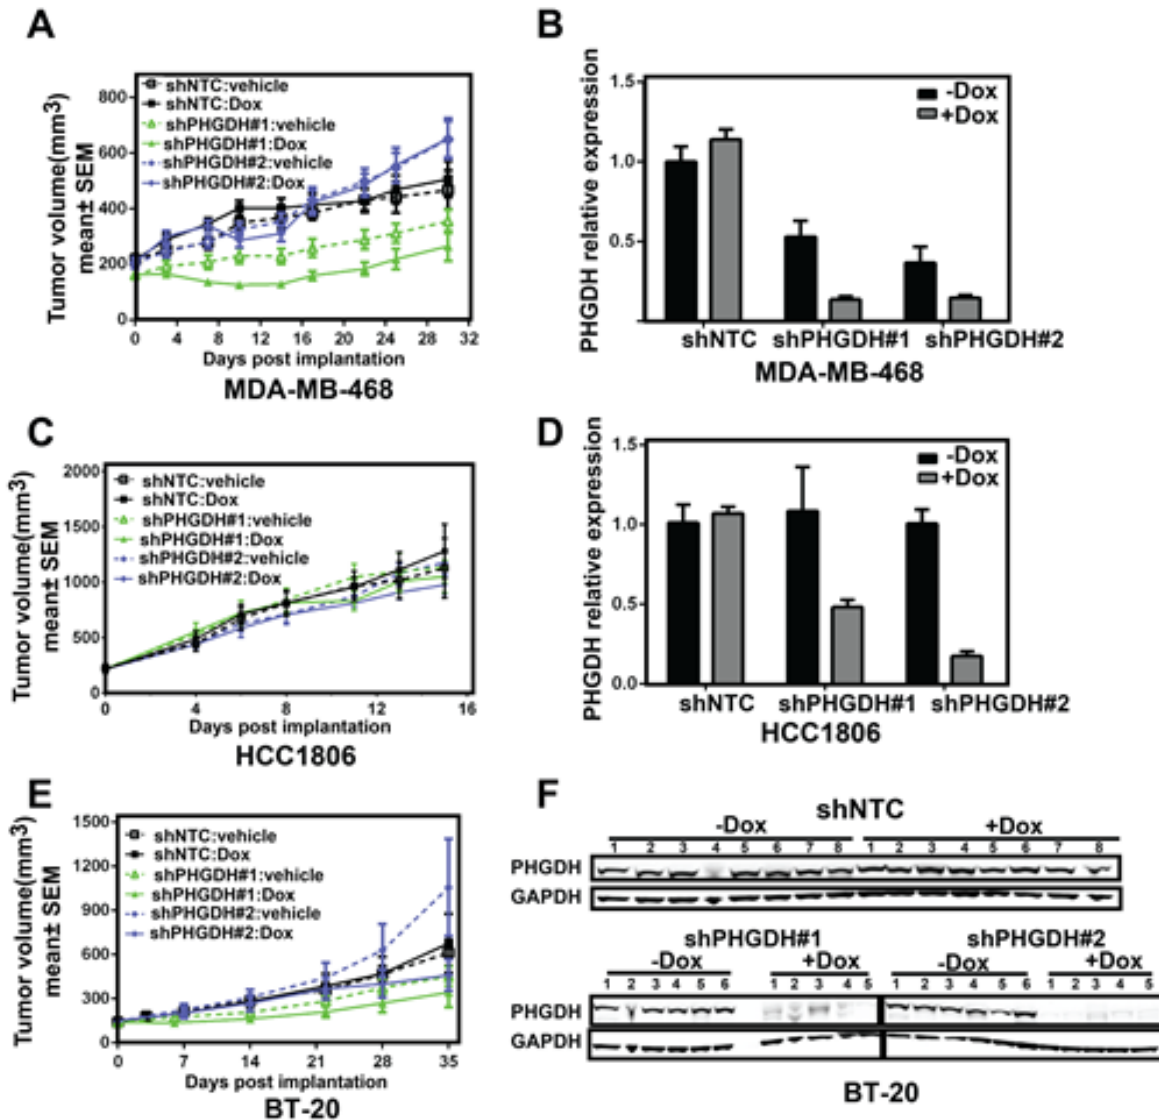 A
Tumor volume(mm3)
mean± SEM
800
600
400
200
0
shNTC:vehicle
shNTC:Dox
shPHGDH#1:vehicle
shPHGDH#1:Dox
shPHGDH#2:vehicle
shPHGDH#2:Dox
0 4 8 12 16 20 24 28 32
Days post implantation
MDA-MB-468
B
PHGDH relative expression
1.5
1.0
0.5
-Dox
+Dox
shNTC shPHGDH#1 shPHGDH#2
MDA-MB-468
C
Tumor volume(mm3)
mean± SEM
2000
1500
1000
500
0
shNTC:vehicle
shNTC:Dox
shPHGDH#1:vehicle
shPHGDH#1:Dox
shPHGDH#2:vehicle
shPHGDH#2:Dox
0 4 8 12 16
Days post implantation
HCC1806
D
PHGDH relative expression
1.5
1.0
0.5
0.0
-Dox
+Dox
shNTC shPHGDH#1 shPHGDH#2
HCC1806
E
Tumor volume(mm3)
mean± SEM
1500
1200
900
600
300
0
shNTC:vehicle
shNTC:Dox
shPHGDH#1:vehicle
shPHGDH#1:Dox
shPHGDH#2:vehicle
shPHGDH#2:Dox
0 7 14 21 28 35
Days post implantation
BT-20
F
shNTC
-Dox +Dox
1 2 3 4 5 6 7 8 1 2 3 4 5 6 7 8
PHGDH
GAPDH
shPHGDH#1 shPHGDH#2
-Dox +Dox -Dox +Dox
1 2 3 4 5 6 1 2 3 4 5 1 2 3 4 5 6 1 2 3 4 5
PHGDH
GAPDH
BT-20